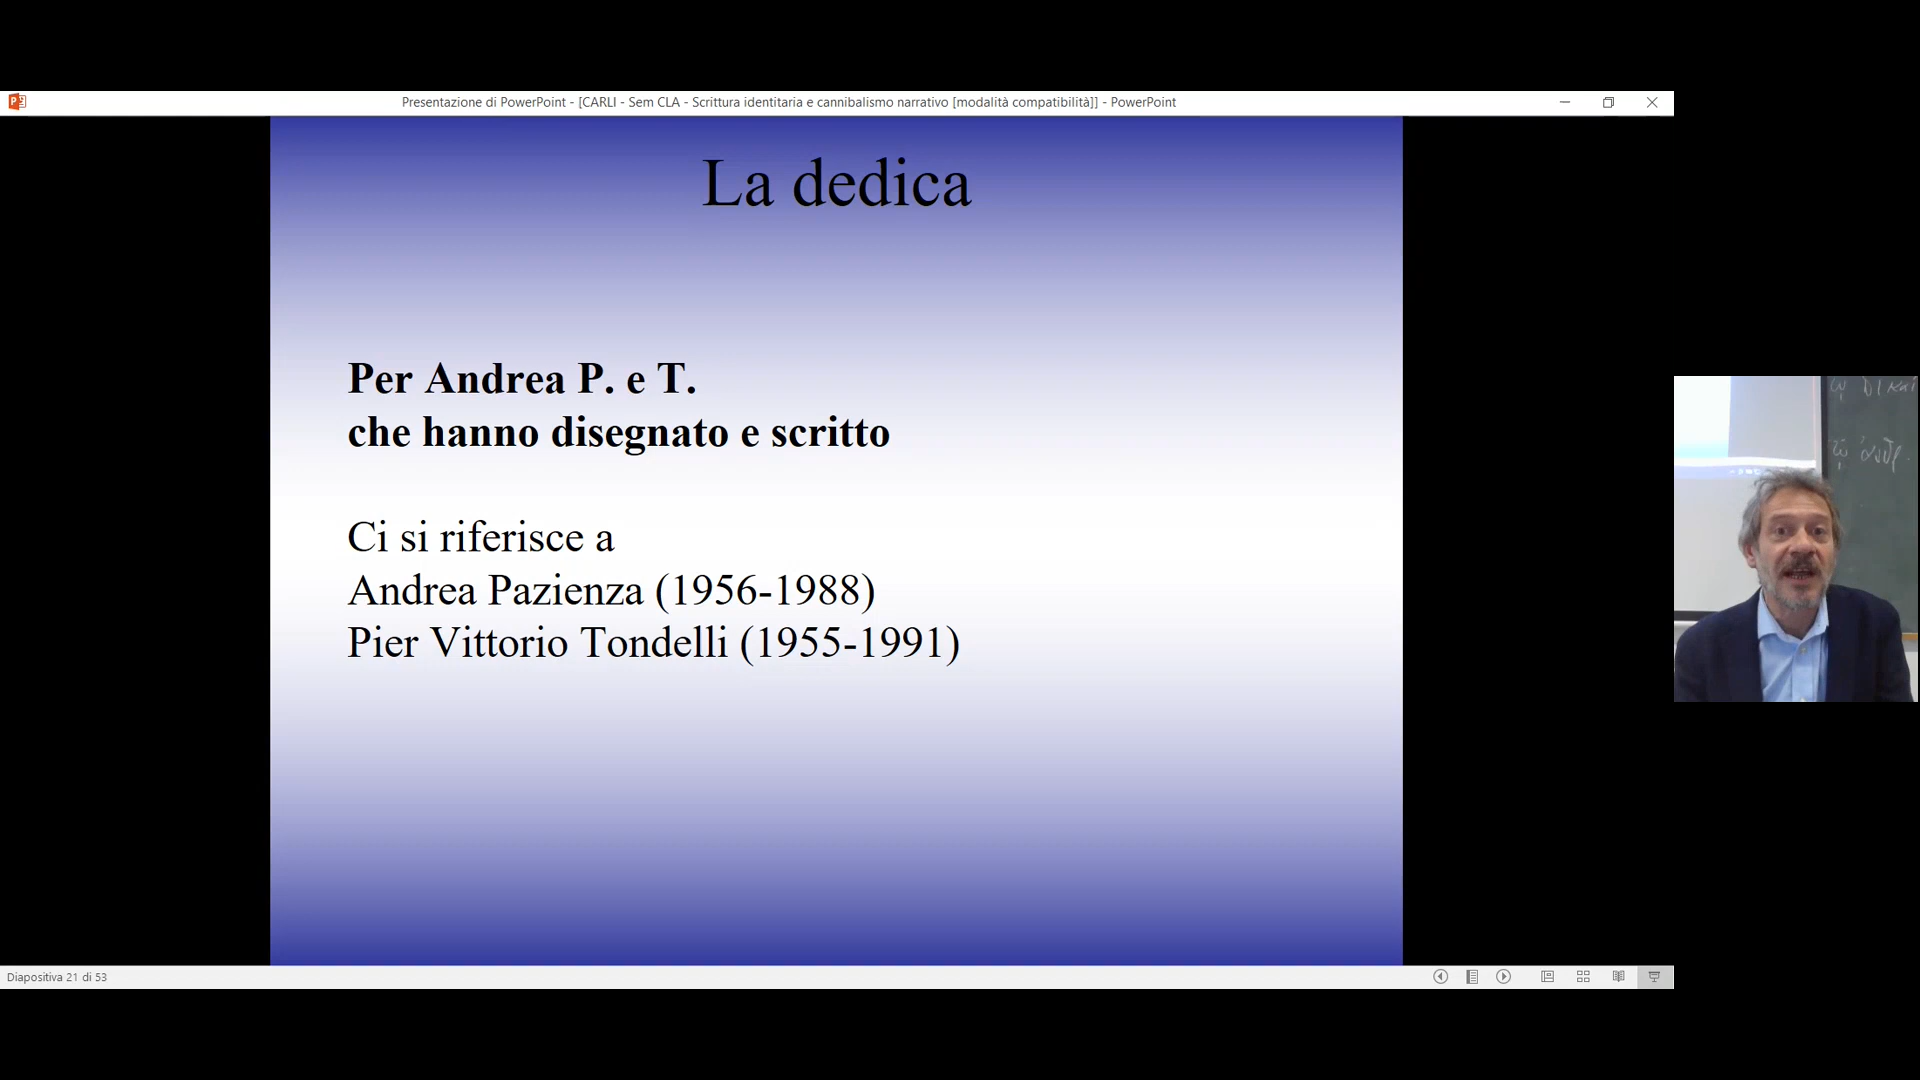 Presentazione di PowerPoint - [CARLI - Sem CLA - Scrittura identitaria e cannibalismo narrativo [modalità compatibilità]] - PowerPoint
La dedica
Per Andrea P. e T.
che hanno disegnato e scritto
Ci si riferisce a
Andrea Pazienza (1956-1988)
Pier Vittorio Tondelli (1955-1991)
Diapositiva 21 di 53